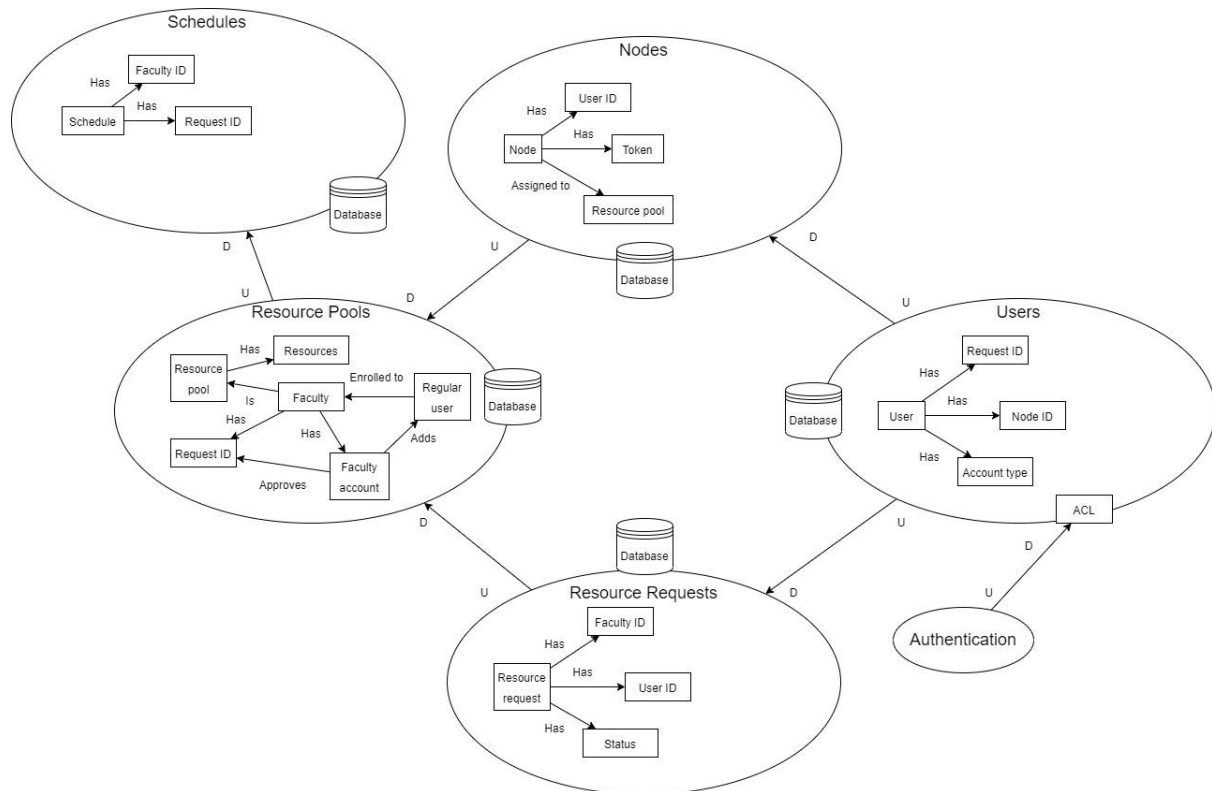 Schedules
Has
Faculty ID
Has
Schedule
Request ID
Database
D
U
Nodes
User ID
Has
Has
Node
Token
Assigned to
Resource pool
Database
U
D
D
U
Resource Pools
Has
Resources
Resource
pool
Enrolled to
Regular
user
Is
Faculty
Has
Has
Adds
Request ID
Faculty
account
Approves
Database
D
U
Users
Request ID
Has
Has
User
Node ID
Has
Account type
Database
ACL
U
D
D
U
Authentication
Database
Resource Requests
Faculty ID
Has
Has
Resource
request
User ID
Has
Status